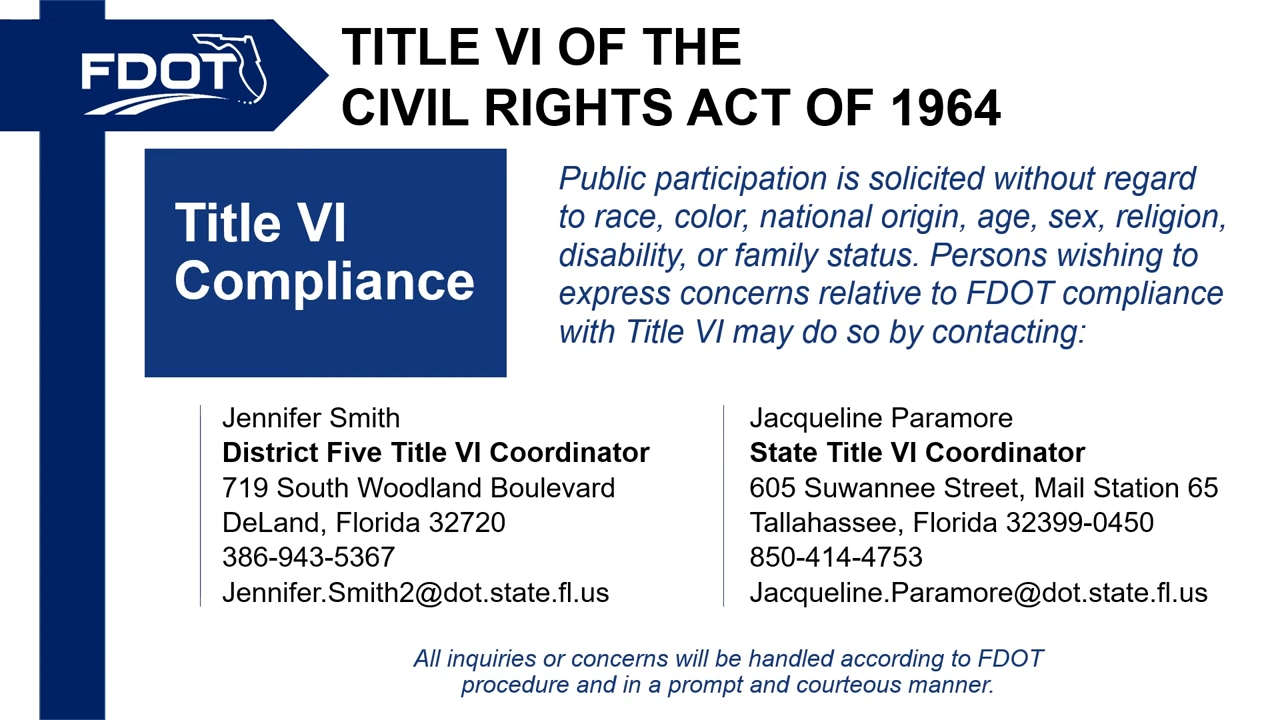 FDOT
TITLE VI OF THE
CIVIL RIGHTS ACT OF 1964
Title VI
Compliance
Public participation is solicited without regard
to race, color, national origin, age, sex, religion,
disability, or family status. Persons wishing to
express concerns relative to FDOT compliance
with Title VI may do so by contacting:
Jennifer Smith
District Five Title VI Coordinator
719 South Woodland Boulevard
DeLand, Florida 32720
386-943-5367
Jennifer.Smith2@dot.state.fl.us
Jacqueline Paramore
State Title VI Coordinator
605 Suwannee Street, Mail Station 65
Tallahassee, Florida 32399-0450
850-414-4753
Jacqueline.Paramore@dot.state.fl.us
All inquiries or concerns will be handled according to FDOT
procedure and in a prompt and courteous manner.